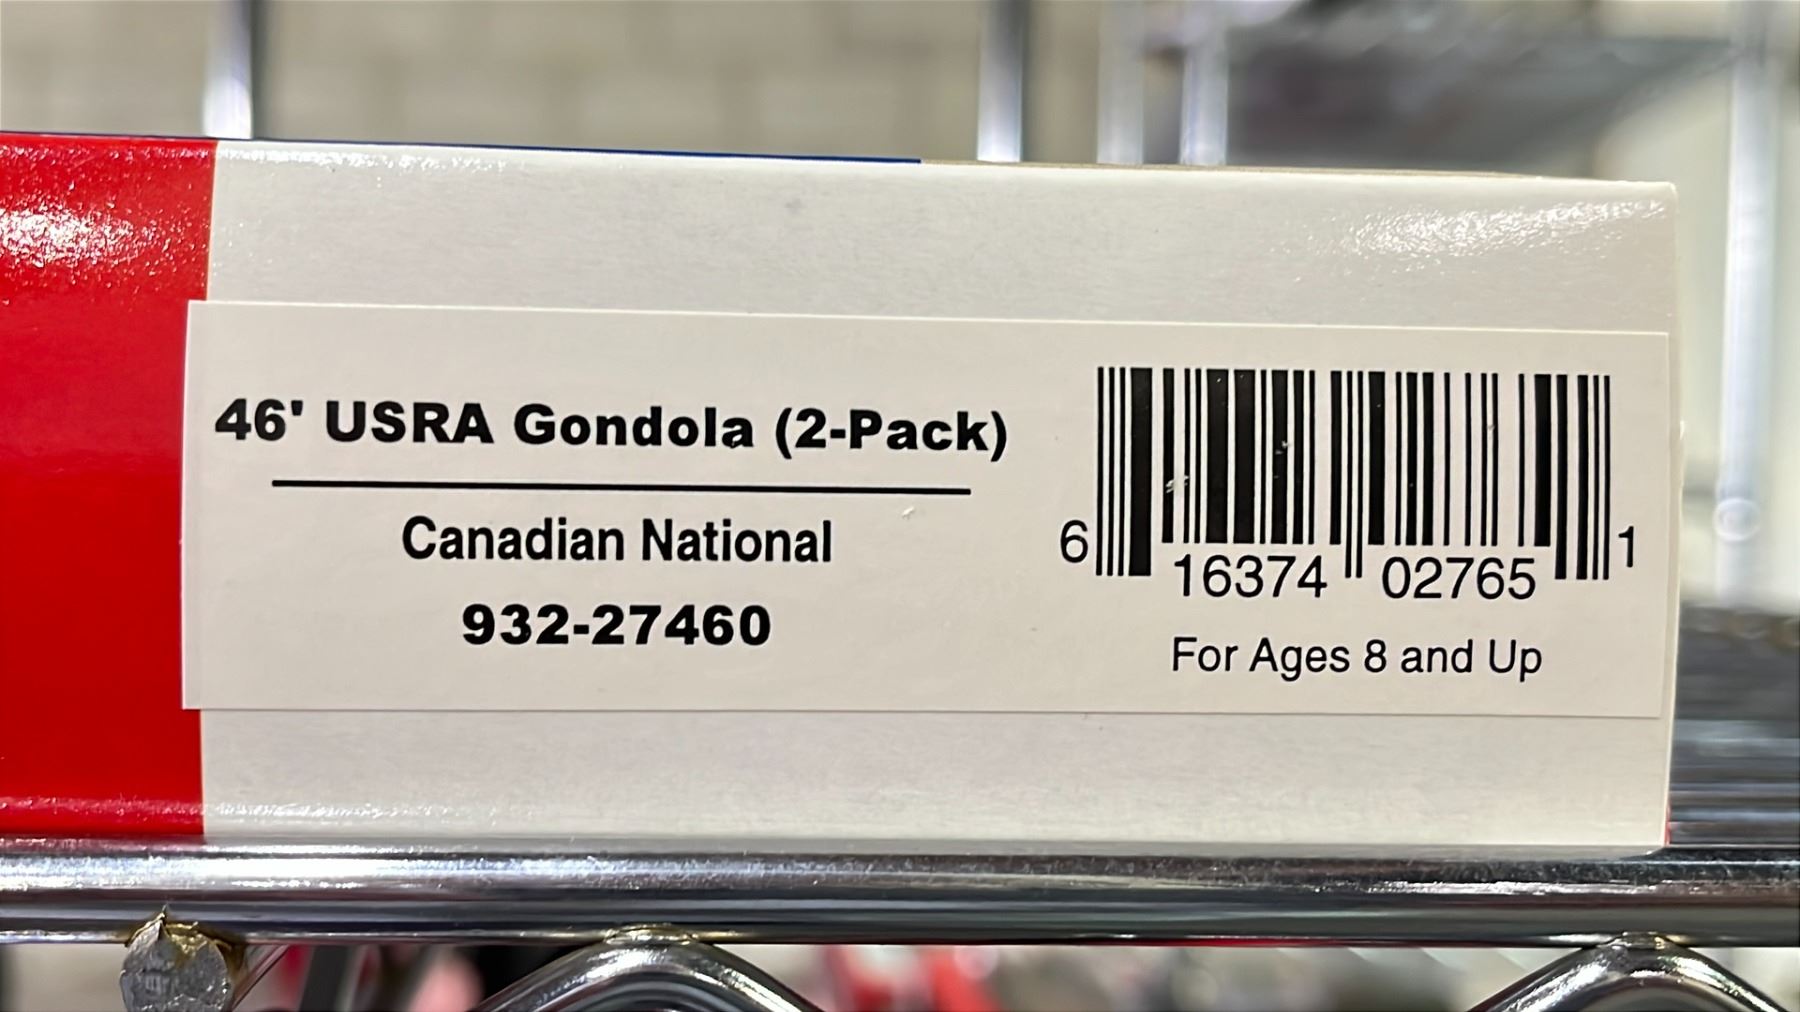 46' USRA Gondola (2-Pack)
Canadian National
932-27460
6 16374 02765 1
For Ages 8 and Up